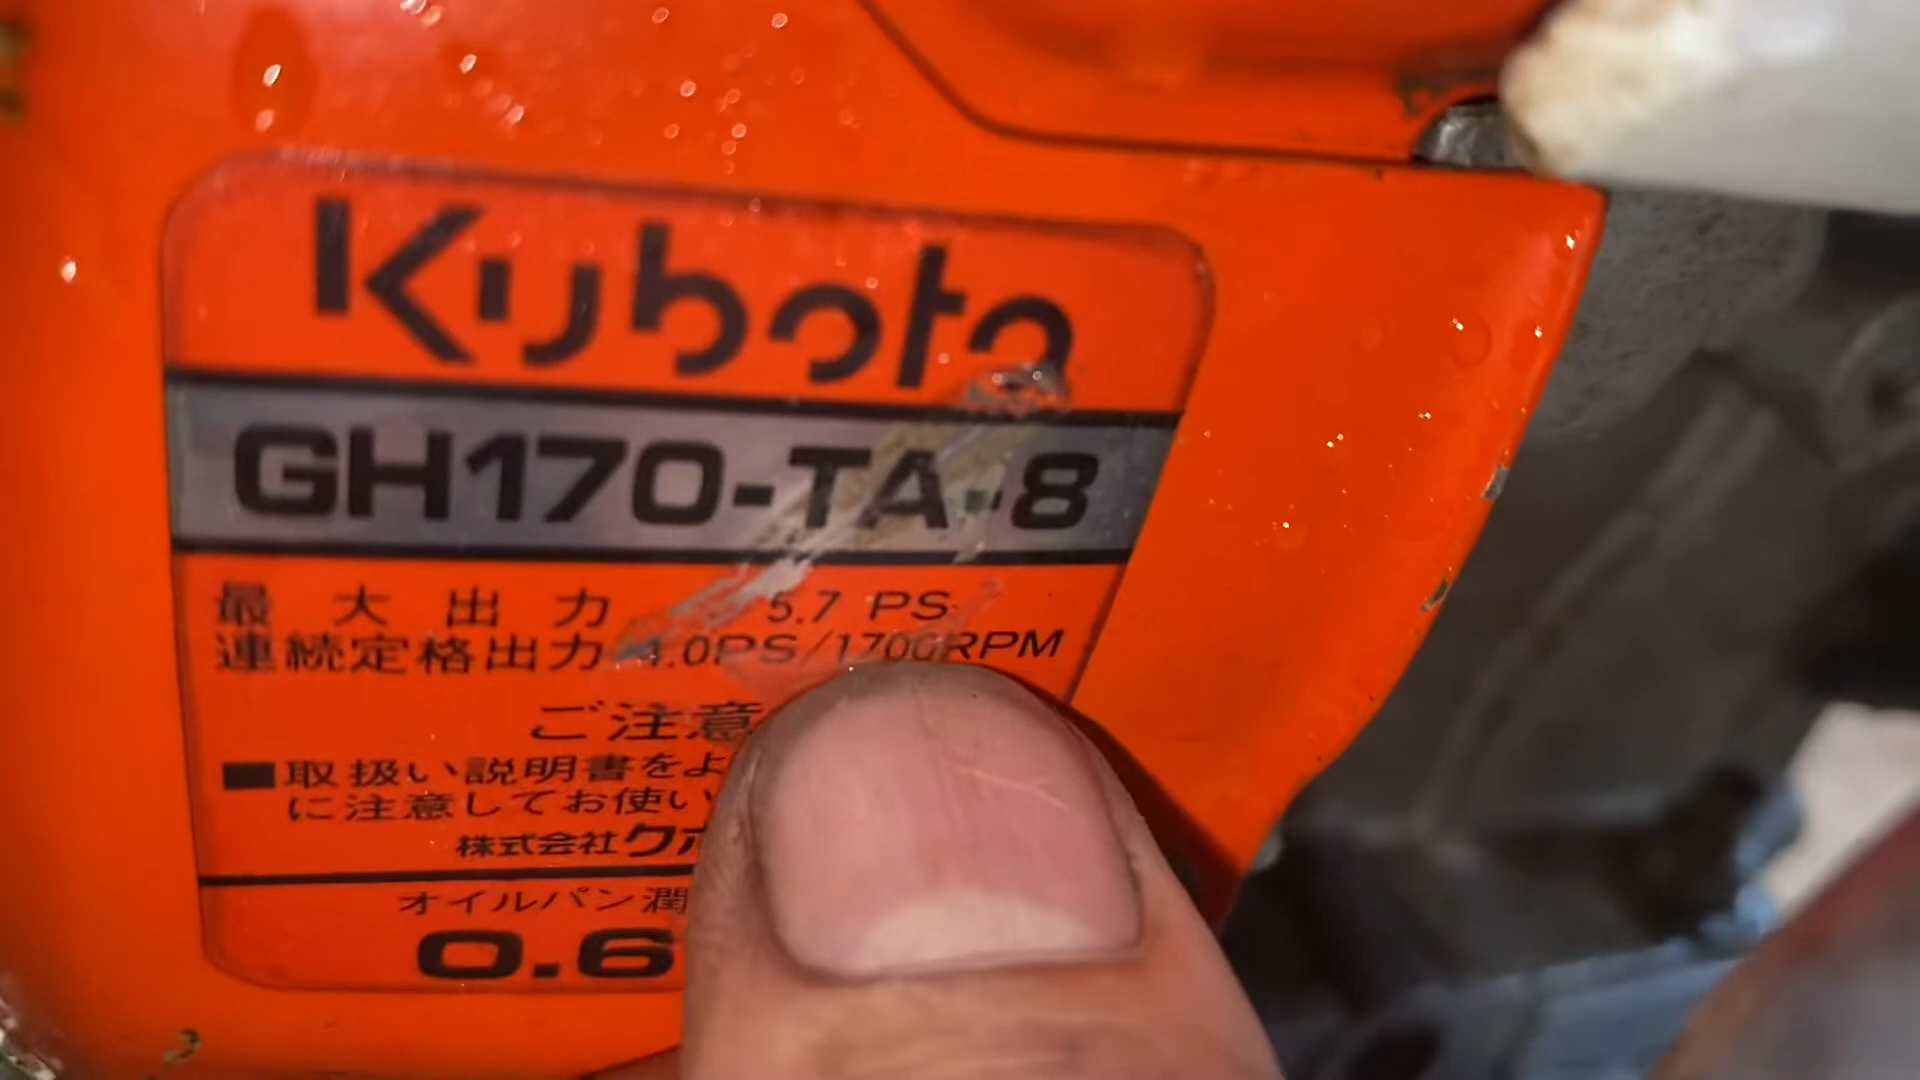 Kubota
GH170-TA-8
最大出力 5.7 PS
連続定格出力 4.0PS/1700RPM
ご注意
■取扱い説明書をよ
に注意してお使い
株式会社クボ
オイルパン潤
0.6